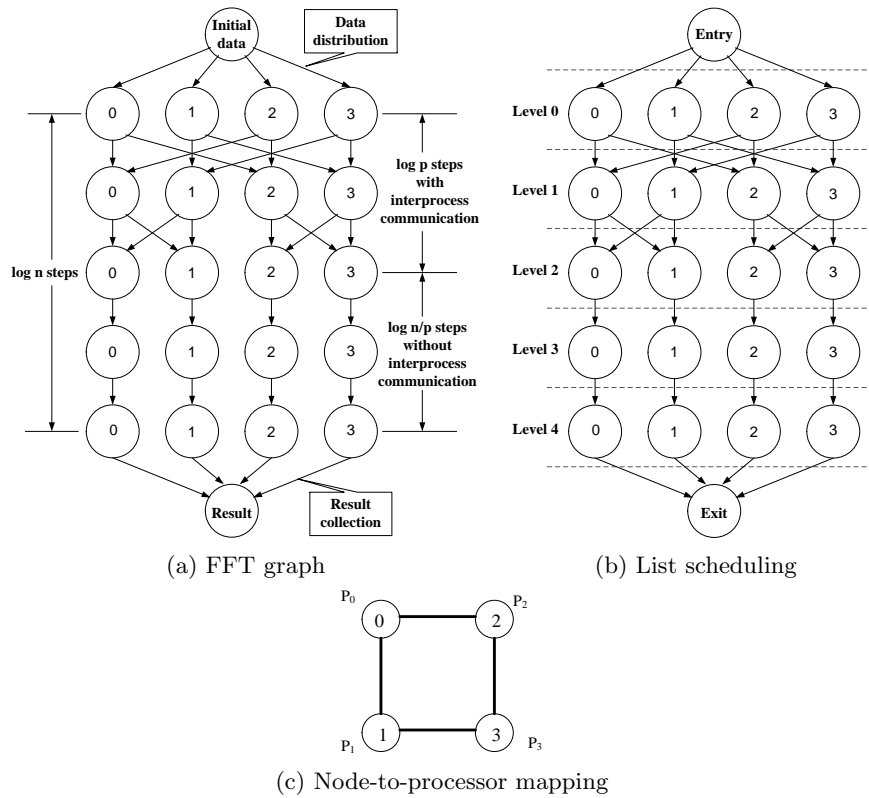 Initial
data
Data
distribution
0 1 2 3
log p steps
with
interprocess
communication
0 1 2 3
log n steps
0 1 2 3
log n/p steps
without
interprocess
communication
0 1 2 3
0 1 2 3
Result
Result
collection
(a) FFT graph
Entry
Level 0 0 1 2 3
Level 1 0 1 2 3
Level 2 0 1 2 3
Level 3 0 1 2 3
Level 4 0 1 2 3
Exit
(b) List scheduling
P0 P2
0 2
1 3
P1 P3
(c) Node-to-processor mapping